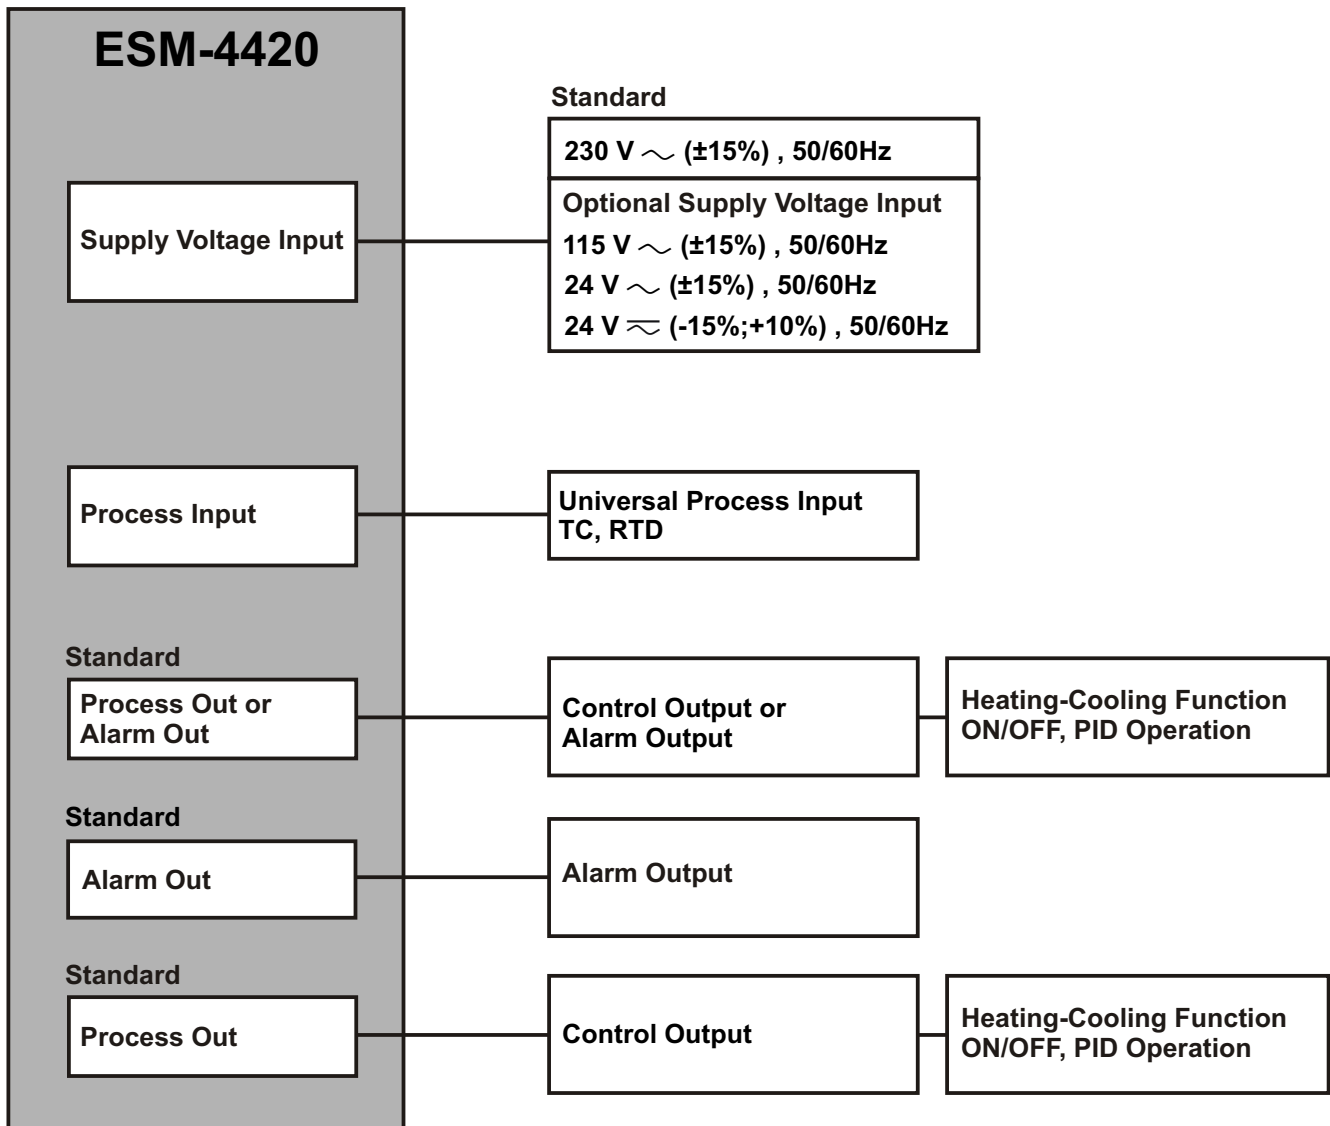 ESM-4420
Standard
230 V ～ (±15%) , 50/60Hz
Supply Voltage Input
Optional Supply Voltage Input
115 V ～ (±15%) , 50/60Hz
24 V ～ (±15%) , 50/60Hz
24 V ⏦ (-15%;+10%) , 50/60Hz
Process Input
Universal Process Input
TC, RTD
Standard
Process Out or
Alarm Out
Control Output or
Alarm Output
Heating-Cooling Function
ON/OFF, PID Operation
Standard
Alarm Out
Alarm Output
Standard
Process Out
Control Output
Heating-Cooling Function
ON/OFF, PID Operation